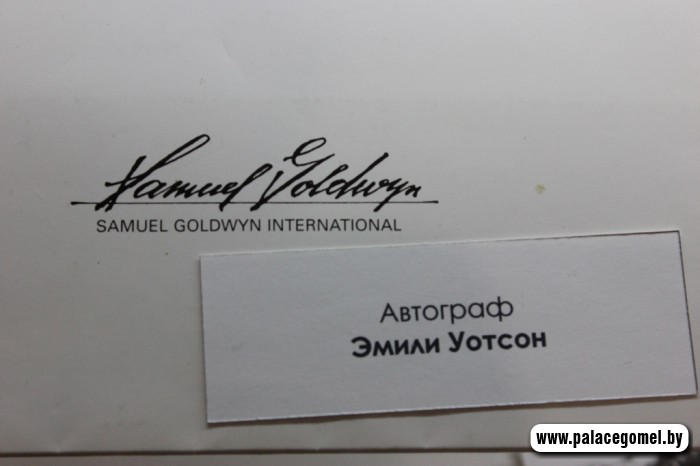 Samuel Goldwyn
SAMUEL GOLDWYN INTERNATIONAL
Автограф
Эмили Уотсон
www.palacegomel.by